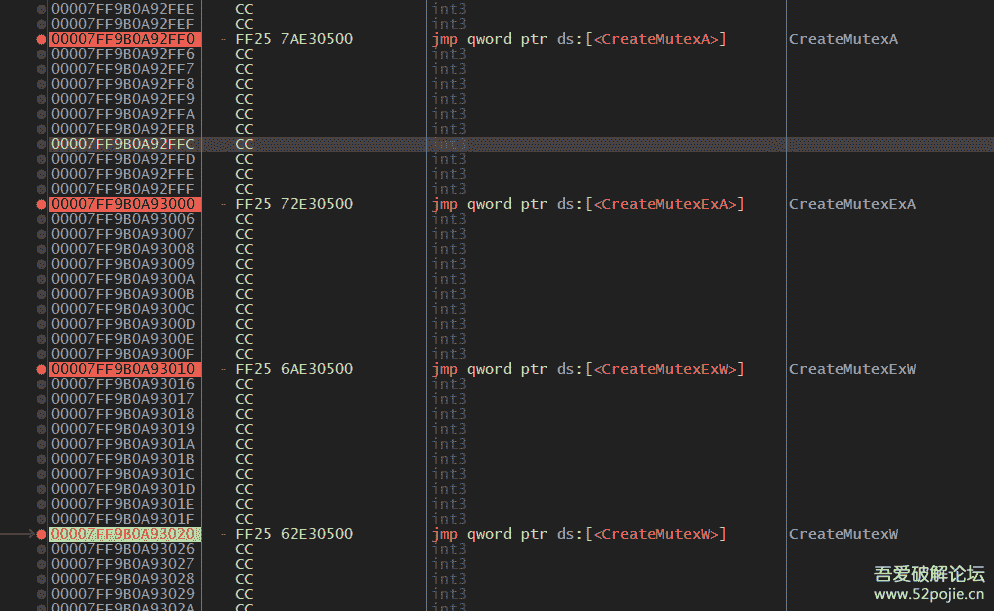 00007FF9B0A92FEE CC int3
00007FF9B0A92FEF CC int3
00007FF9B0A92FF0 - FF25 7AE30500 jmp qword ptr ds:[<CreateMutexA>] CreateMutexA
00007FF9B0A92FF6 CC int3
00007FF9B0A92FF7 CC int3
00007FF9B0A92FF8 CC int3
00007FF9B0A92FF9 CC int3
00007FF9B0A92FFA CC int3
00007FF9B0A92FFB CC int3
00007FF9B0A92FFC CC int3
00007FF9B0A92FFD CC int3
00007FF9B0A92FFE CC int3
00007FF9B0A92FFF CC int3
00007FF9B0A93000 - FF25 72E30500 jmp qword ptr ds:[<CreateMutexExA>] CreateMutexExA
00007FF9B0A93006 CC int3
00007FF9B0A93007 CC int3
00007FF9B0A93008 CC int3
00007FF9B0A93009 CC int3
00007FF9B0A9300A CC int3
00007FF9B0A9300B CC int3
00007FF9B0A9300C CC int3
00007FF9B0A9300D CC int3
00007FF9B0A9300E CC int3
00007FF9B0A9300F CC int3
00007FF9B0A93010 - FF25 6AE30500 jmp qword ptr ds:[<CreateMutexExW>] CreateMutexExW
00007FF9B0A93016 CC int3
00007FF9B0A93017 CC int3
00007FF9B0A93018 CC int3
00007FF9B0A93019 CC int3
00007FF9B0A9301A CC int3
00007FF9B0A9301B CC int3
00007FF9B0A9301C CC int3
00007FF9B0A9301D CC int3
00007FF9B0A9301E CC int3
00007FF9B0A9301F CC int3
00007FF9B0A93020 - FF25 62E30500 jmp qword ptr ds:[<CreateMutexW>] CreateMutexW
00007FF9B0A93026 CC int3
00007FF9B0A93027 CC int3
00007FF9B0A93028 CC int3
00007FF9B0A93029 CC int3
00007FF9B0A9302A CC int3
吾爱破解论坛
www.52pojie.cn